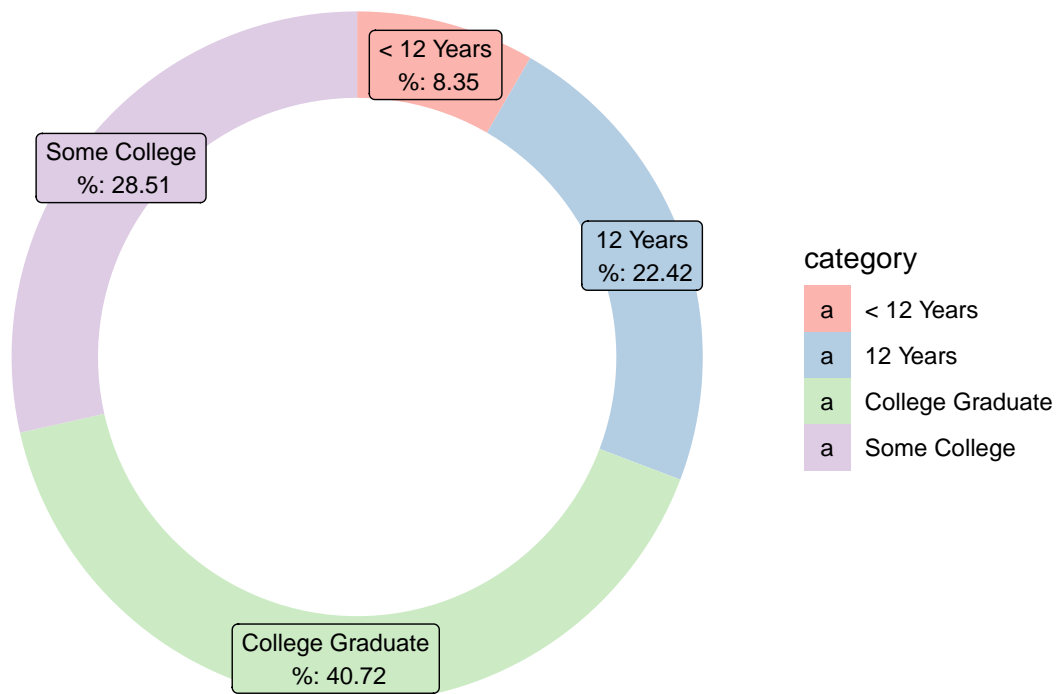 < 12 Years
%: 8.35
Some College
%: 28.51
12 Years
%: 22.42
College Graduate
%: 40.72
category
a < 12 Years
a 12 Years
a College Graduate
a Some College